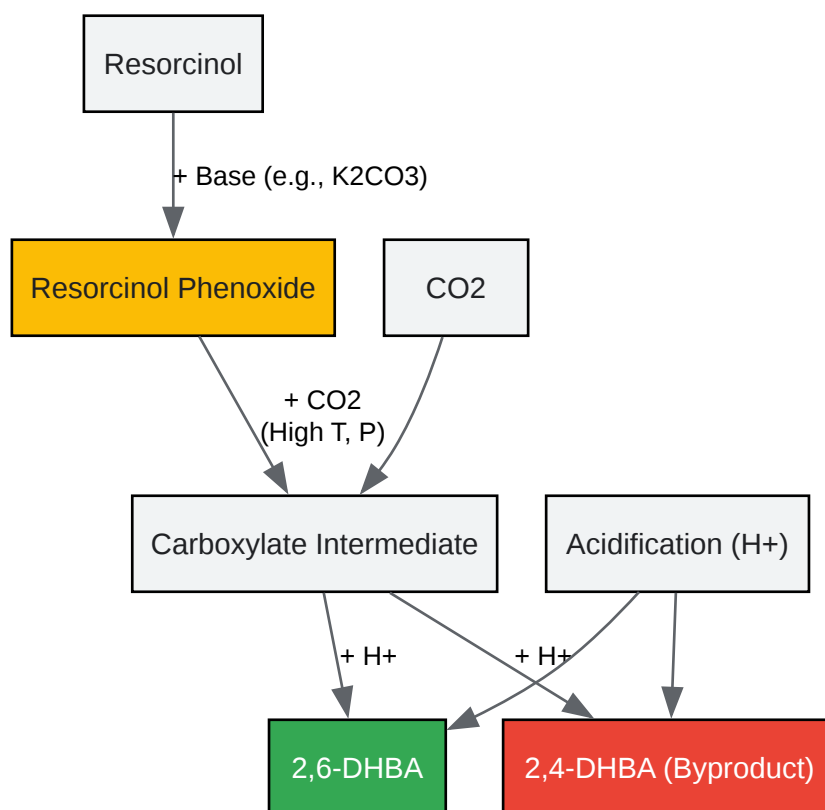 Resorcinol
+ Base (e.g., K2CO3)
Resorcinol Phenoxide
CO2
+ CO2
(High T, P)
Carboxylate Intermediate
Acidification (H+)
+ H+
+ H+
2,6-DHBA
2,4-DHBA (Byproduct)